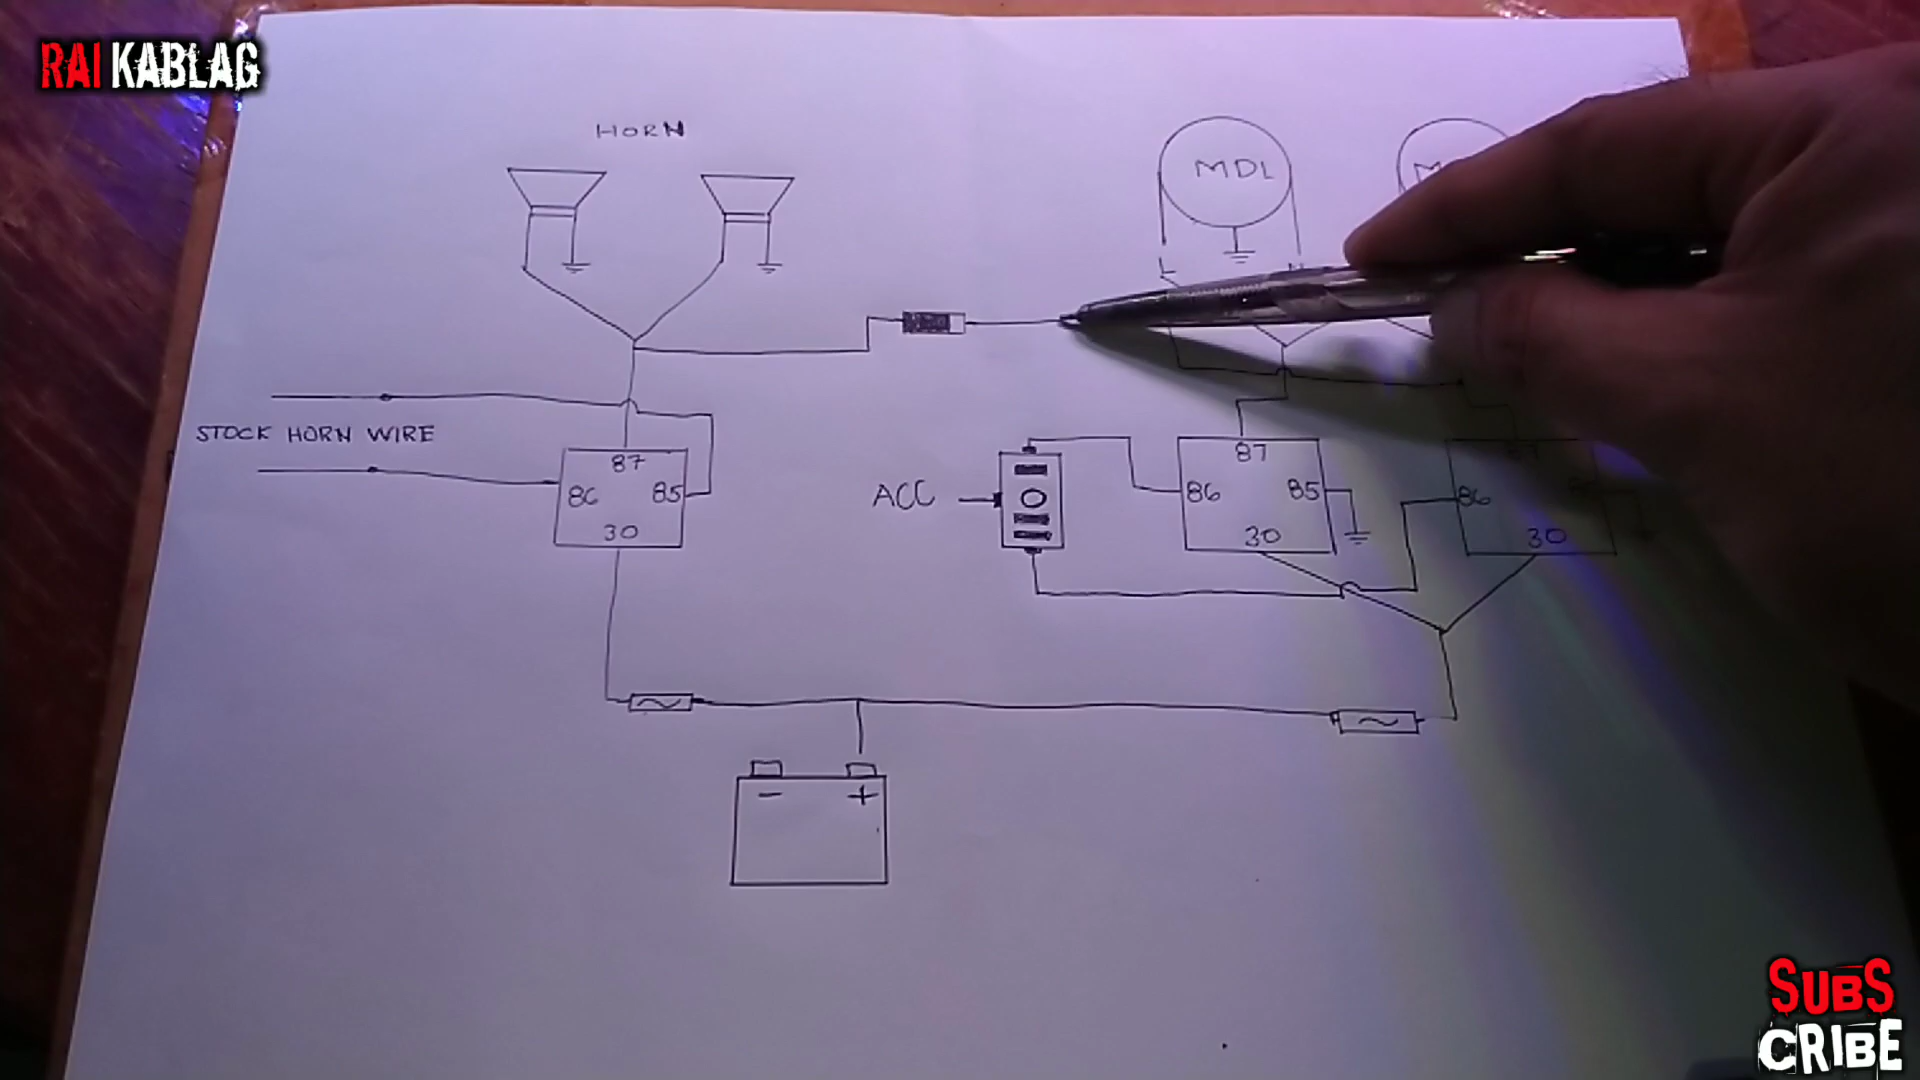 RAI KABLAG
HORN
MDL
L
STOCK HORN WIRE
87
86
85
30
ACC
87
86
85
30
86
30
-
+
SUBS
CRIBE